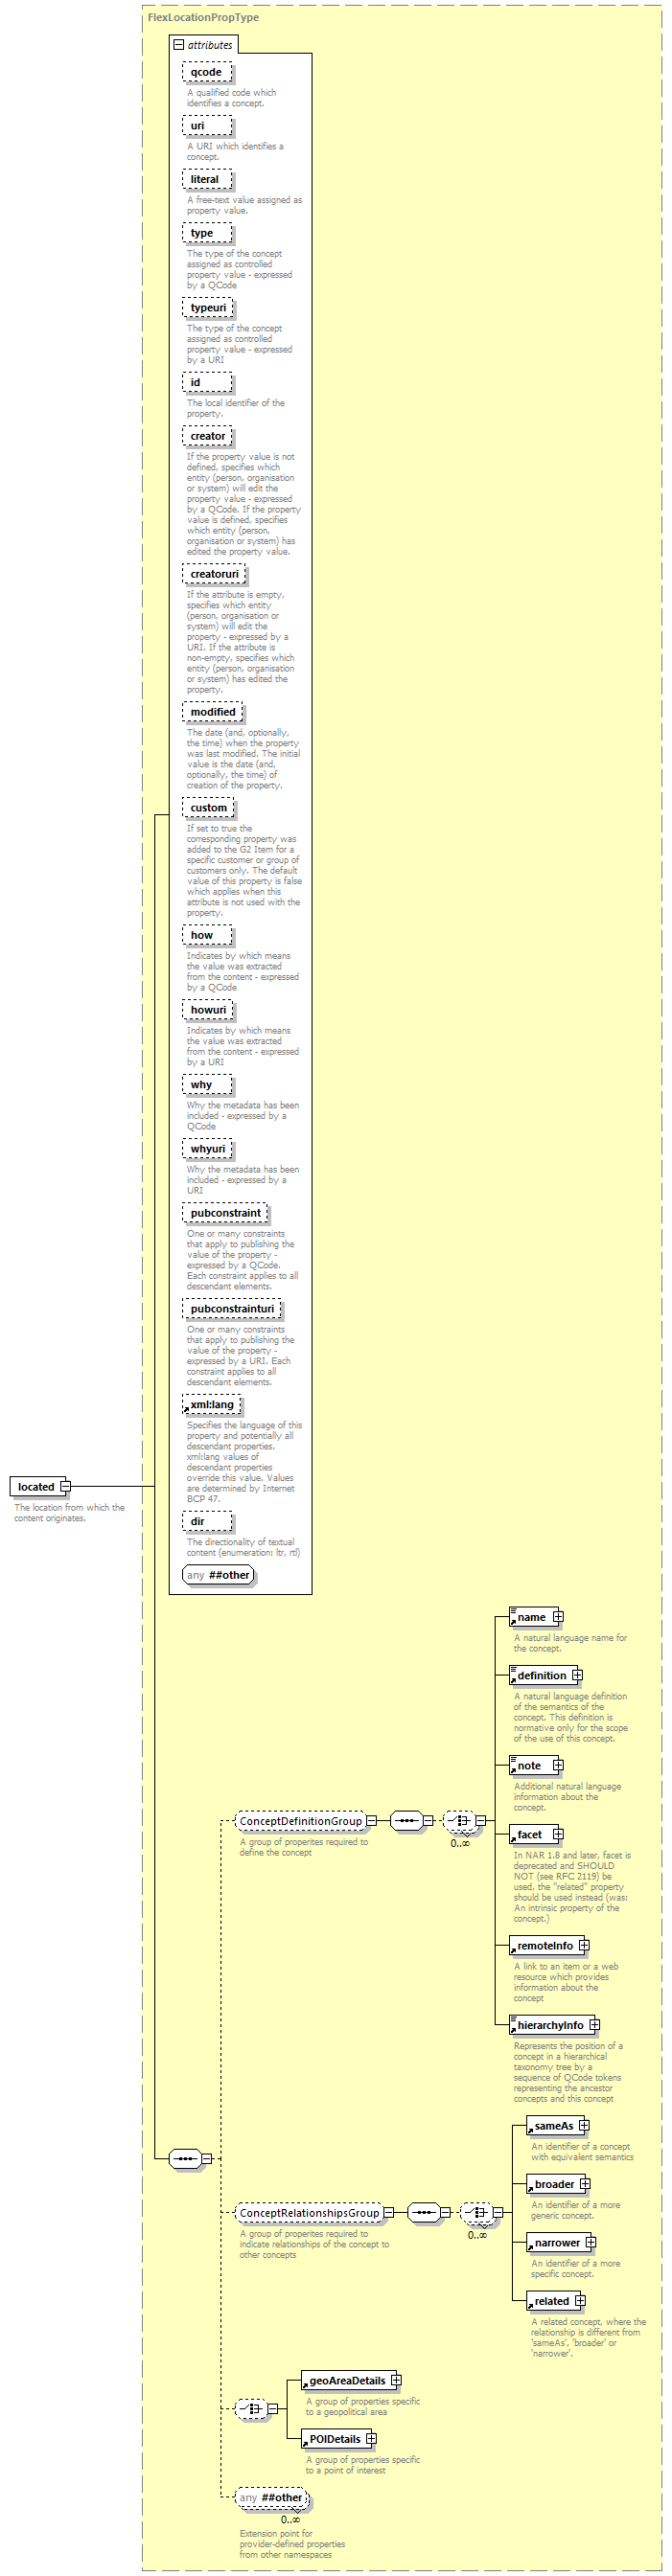 FlexLocationPropType
attributes
qcode
A qualified code which
identifies a concept.
uri
A URI which identifies a
concept.
literal
A free-text value assigned as
property value.
type
The type of the concept
assigned as controlled
property value - expressed
by a QCode
typeuri
The type of the concept
assigned as controlled
property value - expressed
by a URI
id
The local identifier of the
property.
creator
If the property value is not
defined, specifies which
entity (person, organisation
or system) will edit the
property value - expressed
by a QCode. If the property
value is defined, specifies
which entity (person,
organisation or system) has
edited the property value.
creatoruri
If the attribute is empty,
specifies which entity
(person, organisation or
system) will edit the
property - expressed by a
URI. If the attribute is
non-empty, specifies which
entity (person, organisation
or system) has edited the
property.
modified
The date (and, optionally,
the time) when the property
was last modified. The initial
value is the date (and,
optionally, the time) of
creation of the property.
custom
If set to true the
corresponding property was
added to the G2 Item for a
specific customer or group of
customers only. The default
value of this property is false
which applies when this
attribute is not used with the
property.
how
Indicates by which means
the value was extracted
from the content - expressed
by a QCode
howuri
Indicates by which means
the value was extracted
from the content - expressed
by a URI
why
Why the metadata has been
included - expressed by a
QCode
whyuri
Why the metadata has been
included - expressed by a
URI
pubconstraint
One or many constraints
that apply to publishing the
value of the property -
expressed by a QCode.
Each constraint applies to all
descendant elements.
pubconstrainturi
One or many constraints
that apply to publishing the
value of the property -
expressed by a URI. Each
constraint applies to all
descendant elements.
xml:lang
Specifies the language of this
property and potentially all
descendant properties.
xml:lang values of
descendant properties
override this value. Values
are determined by Internet
BCP 47.
dir
The directionality of textual
content (enumeration: ltr, rtl)
any ##other
located
The location from which the
content originates.
name
A natural language name for
the concept.
definition
A natural language definition
of the semantics of the
concept. This definition is
normative only for the scope
of the use of this concept.
note
Additional natural language
information about the
concept.
ConceptDefinitionGroup
0..∞
A group of properites required to
define the concept
facet
In NAR 1.8 and later, facet is
deprecated and SHOULD
NOT (see RFC 2119) be
used, the "related" property
should be used instead (was:
An intrinsic property of the
concept.)
remoteInfo
A link to an item or a web
resource which provides
information about the
concept
hierarchyInfo
Represents the position of a
concept in a hierarchical
taxonomy tree by a
sequence of QCode tokens
representing the ancestor
concepts and this concept
sameAs
An identifier of a concept
with equivalent semantics
broader
An identifier of a more
generic concept.
ConceptRelationshipsGroup
0..∞
A group of properites required to
indicate relationships of the concept to
other concepts
narrower
An identifier of a more
specific concept.
related
A related concept, where the
relationship is different from
'sameAs', 'broader' or
'narrower'.
geoAreaDetails
A group of properties specific
to a geopolitical area
POIDetails
A group of properties specific
to a point of interest
any ##other
0..∞
Extension point for
provider-defined properties
from other namespaces